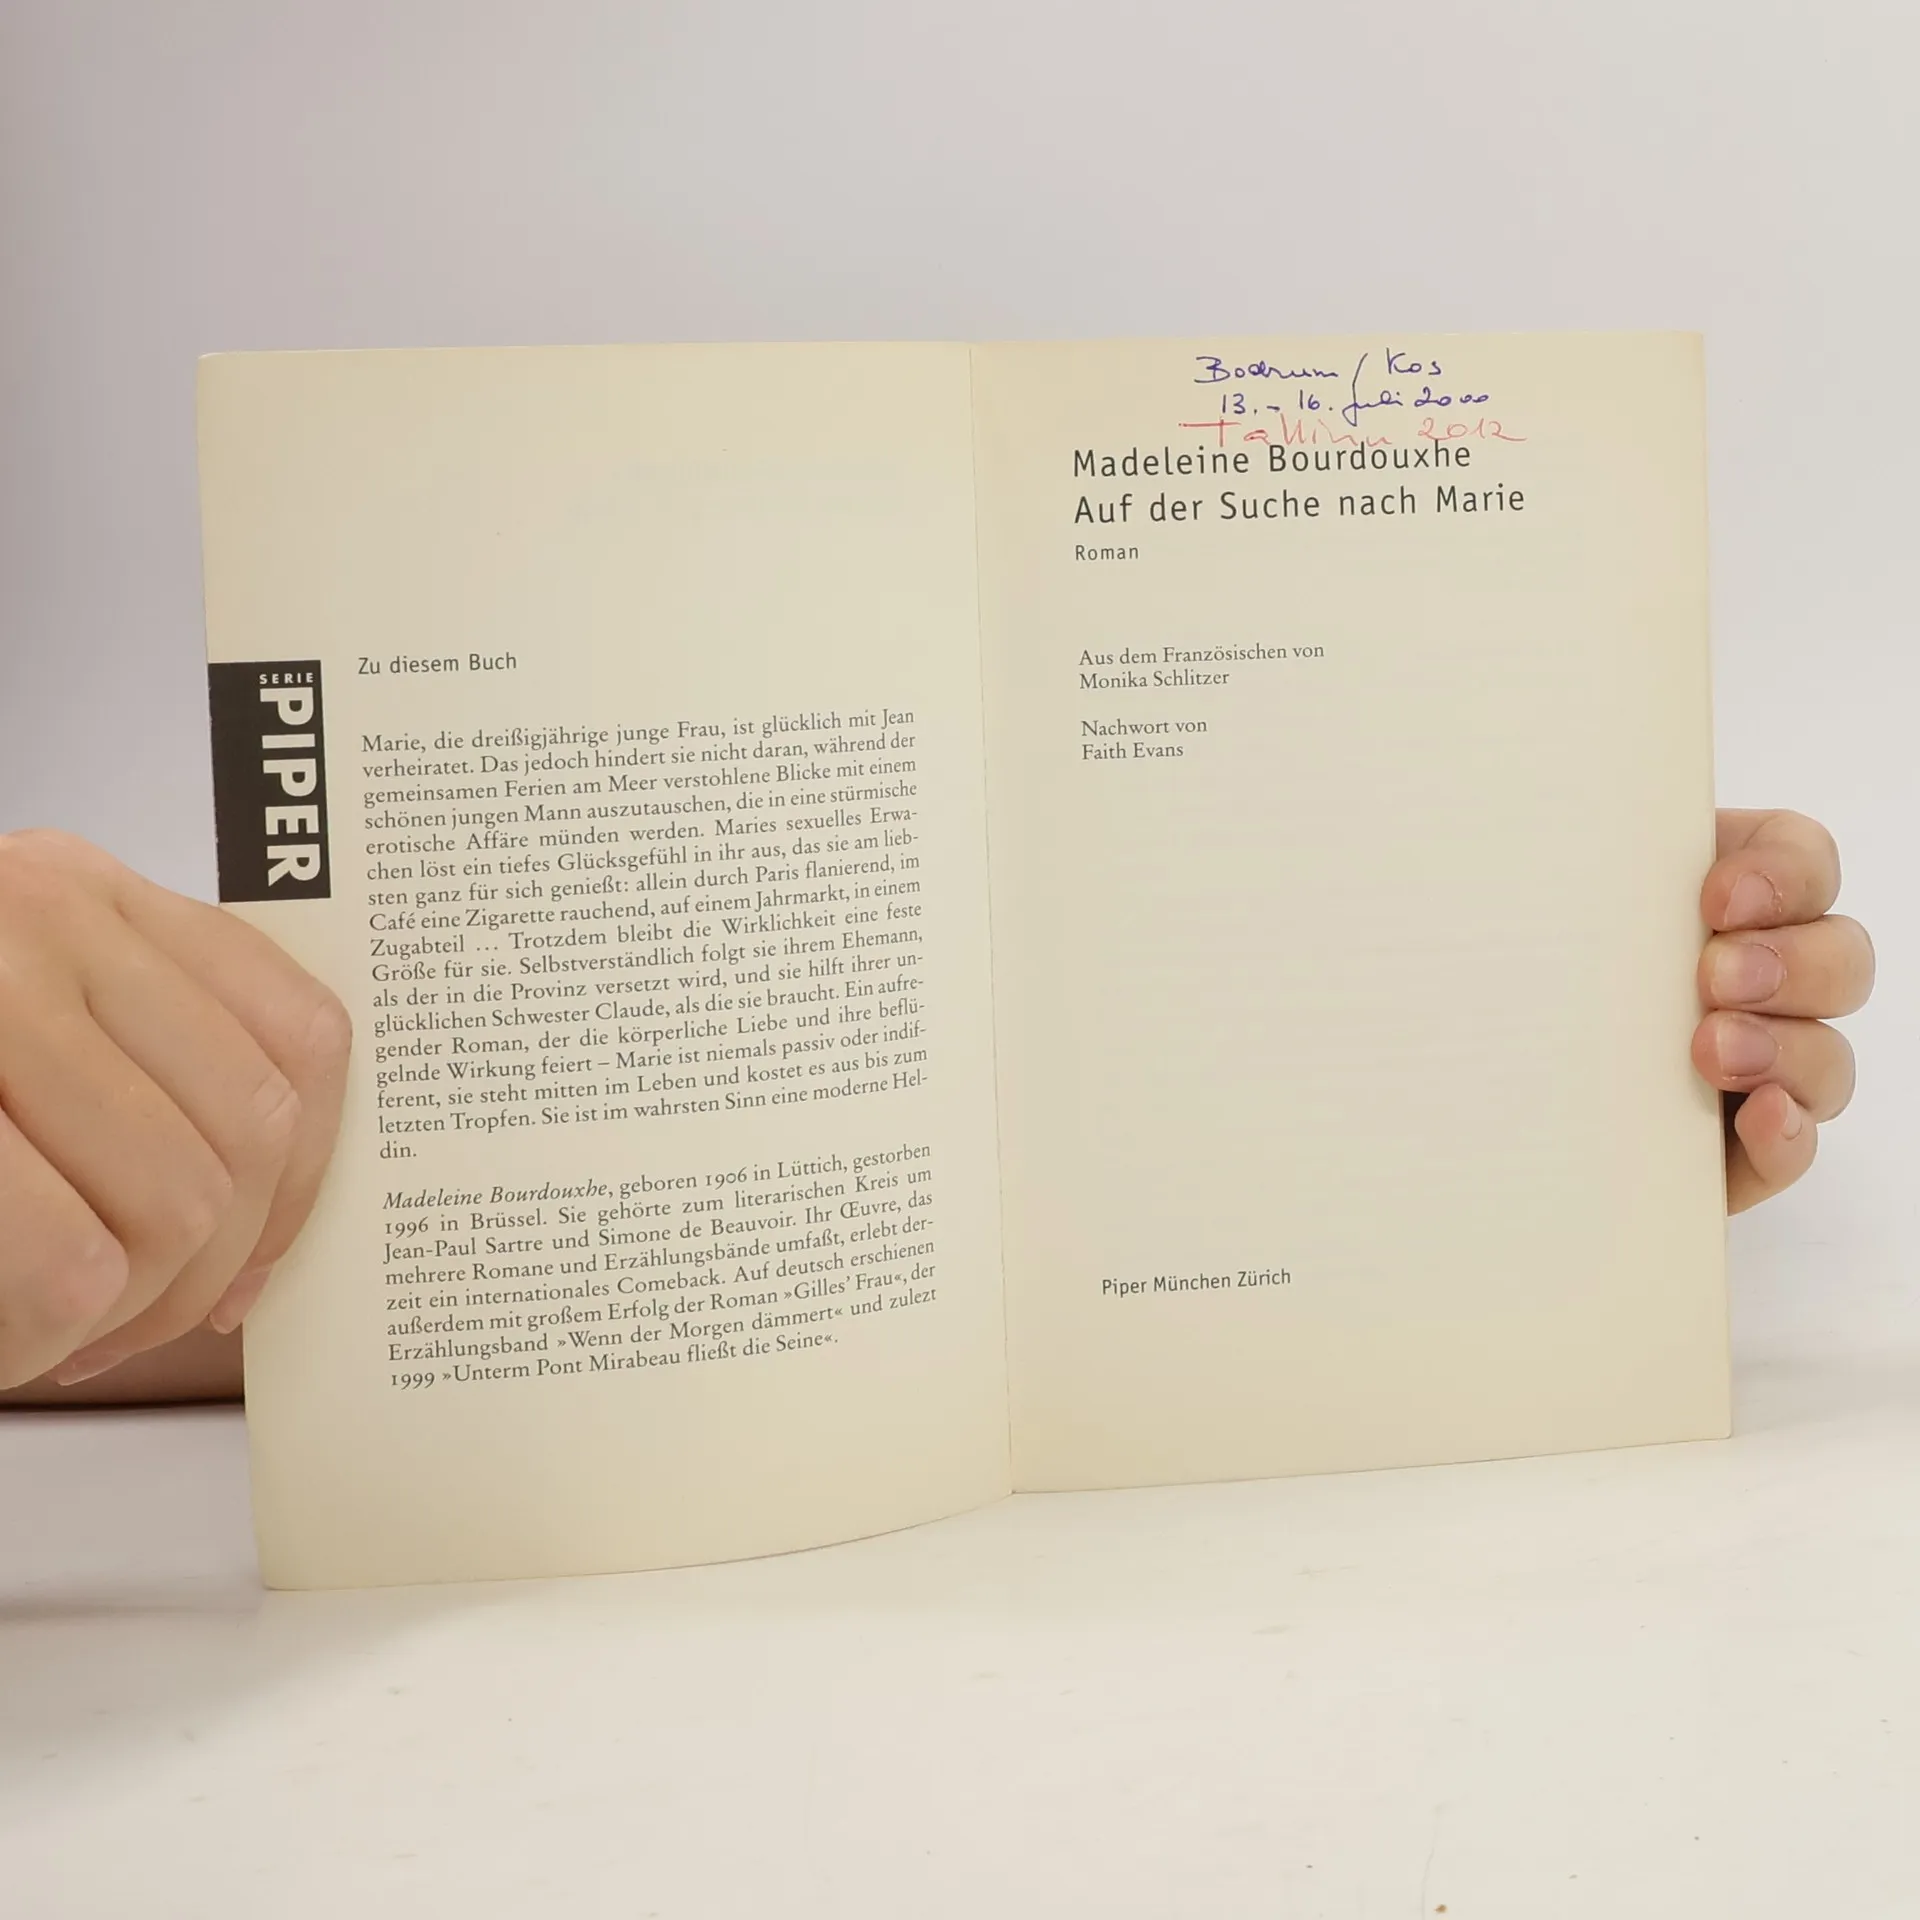 SERIE
PIPER
Zu diesem Buch
Marie, die dreißigjährige junge Frau, ist glücklich mit Jean
verheiratet. Das jedoch hindert sie nicht daran, während der
gemeinsamen Ferien am Meer verstohlene Blicke mit einem
schönen jungen Mann auszutauschen, die in eine stürmische
erotische Affäre münden werden. Maries sexuelles Erwa-
chen löst ein tiefes Glücksgefühl in ihr aus, das sie am lieb-
sten ganz für sich genießt: allein durch Paris flanierend, im
Café eine Zigarette rauchend, auf einem Jahrmarkt, in einem
Zugabteil … Trotzdem bleibt die Wirklichkeit eine feste
Größe für sie. Selbstverständlich folgt sie ihrem Ehemann,
als der in die Provinz versetzt wird, und sie hilft ihrer un-
glücklichen Schwester Claude, als die sie braucht. Ein aufre-
gender Roman, der die körperliche Liebe und ihre beflü-
gelnde Wirkung feiert – Marie ist niemals passiv oder indif-
ferent, sie steht mitten im Leben und kostet es aus bis zum
letzten Tropfen. Sie ist im wahrsten Sinn eine moderne Hel-
din.
Madeleine Bourdouxhe, geboren 1906 in Lüttich, gestorben
1996 in Brüssel. Sie gehörte zum literarischen Kreis um
Jean-Paul Sartre und Simone de Beauvoir. Ihr Œuvre, das
mehrere Romane und Erzählungsbände umfaßt, erlebt der-
zeit ein internationales Comeback. Auf deutsch erschienen
außerdem mit großem Erfolg der Roman »Gilles’ Frau«, der
Erzählungsband »Wenn der Morgen dämmert« und zulezt
1999 »Unterm Pont Mirabeau fließt die Seine«.
Bodrum / Kos
13. - 16. Juli 2000
Tallinn 2012
Madeleine Bourdouxhe
Auf der Suche nach Marie
Roman
Aus dem Französischen von
Monika Schlitzer
Nachwort von
Faith Evans
Piper München Zürich